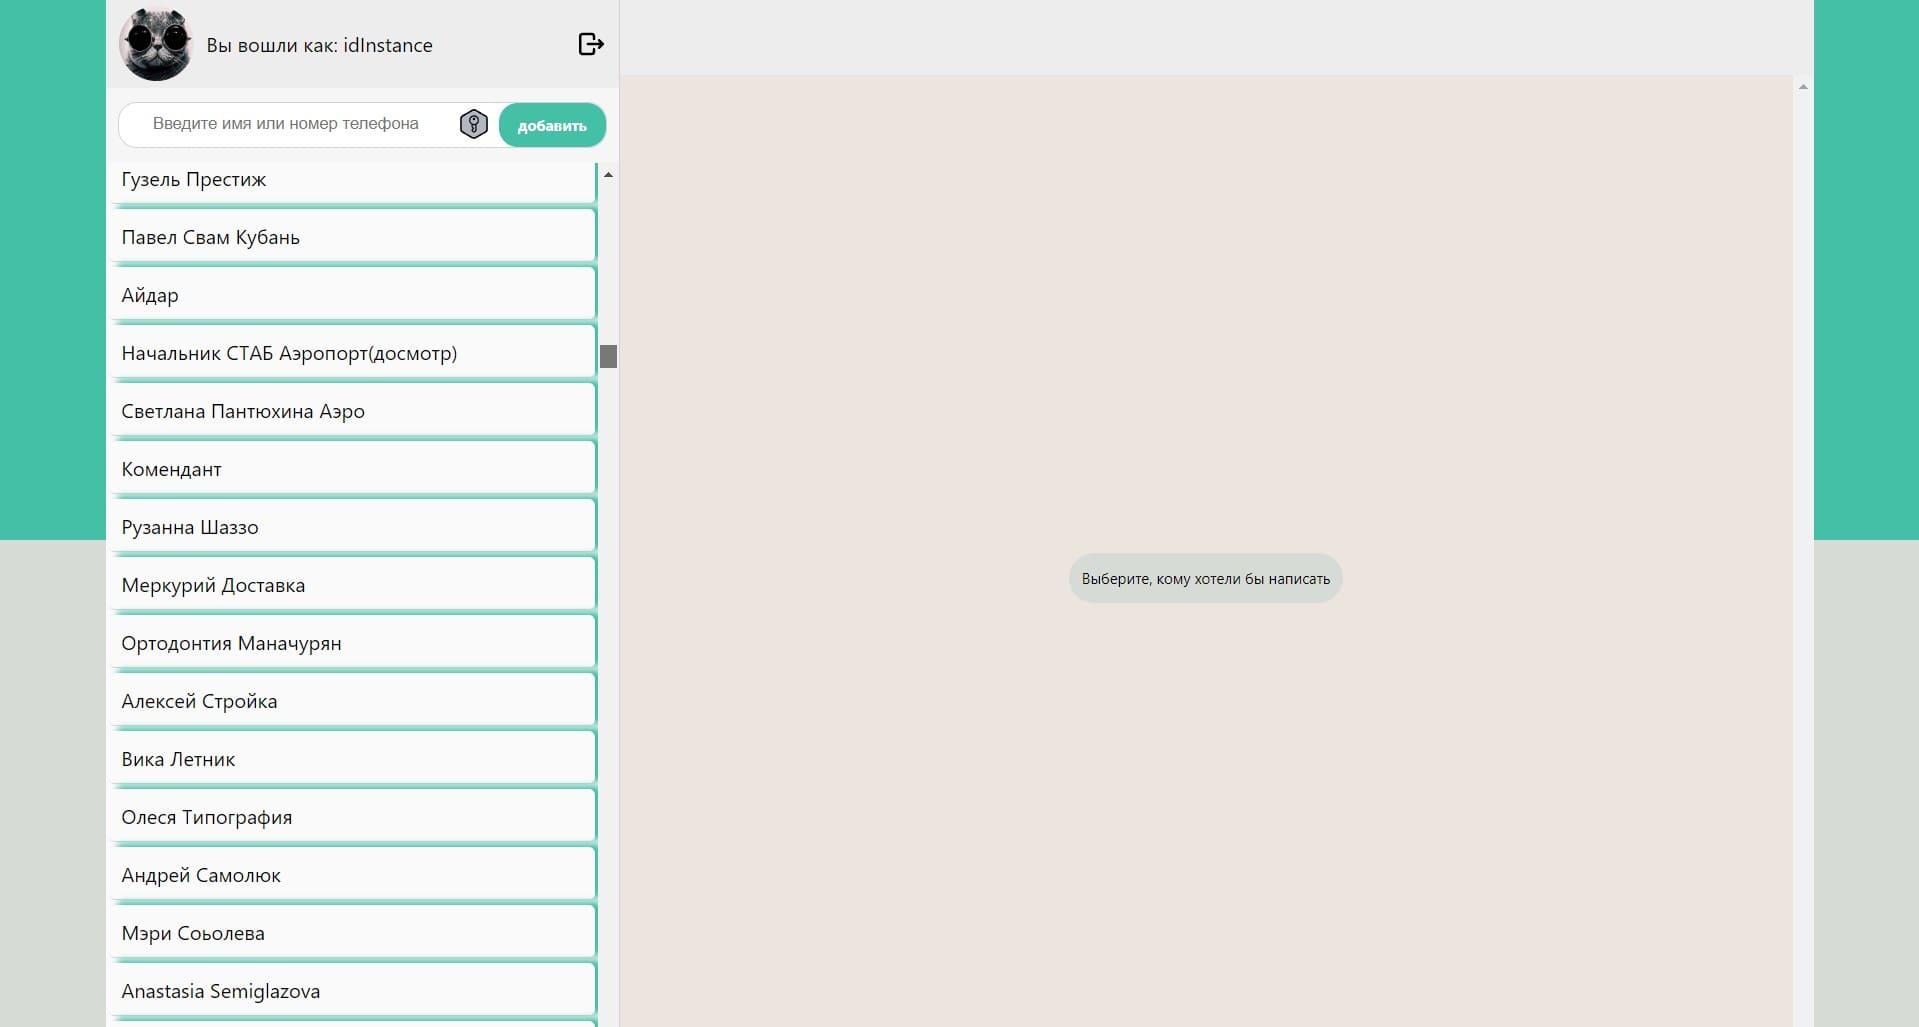 Вы вошли как: idInstance
Введите имя или номер телефона
добавить
Гузель Престиж
Павел Свам Кубань
Айдар
Начальник СТАБ Аэропорт(досмотр)
Светлана Пантюхина Аэро
Комендант
Рузанна Шаззо
Меркурий Доставка
Ортодонтия Маначурян
Алексей Стройка
Вика Летник
Олеся Типография
Андрей Самолюк
Мэри Соьолева
Anastasia Semiglazova
Выберите, кому хотели бы написать